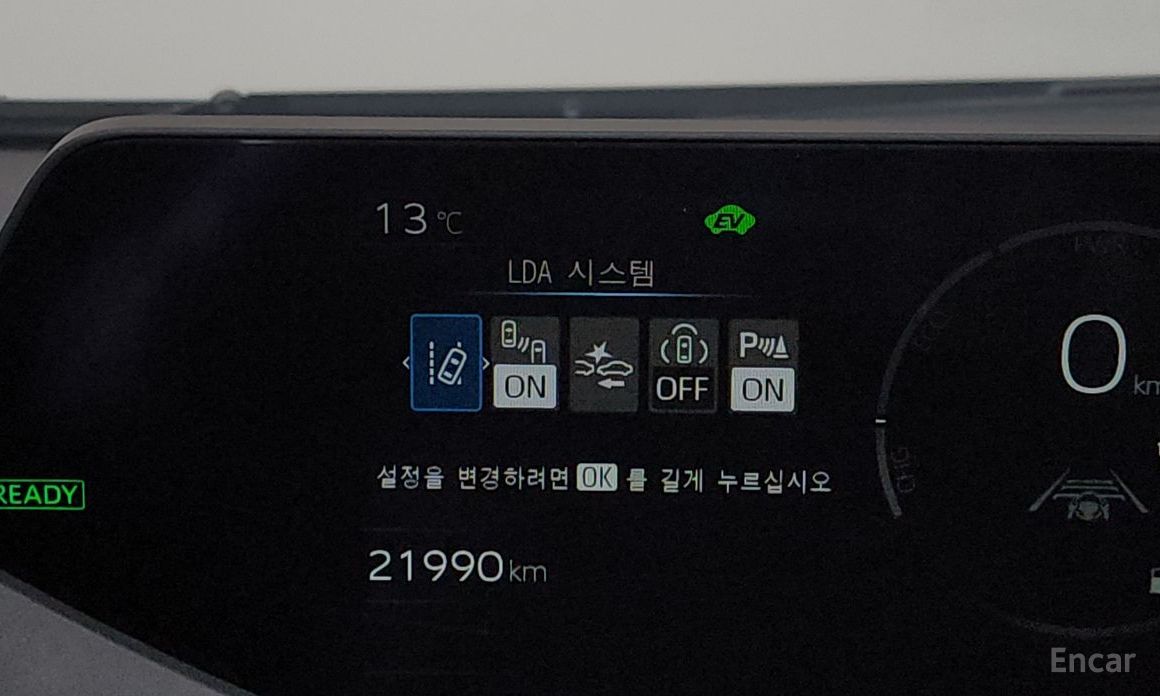 13 °C
EV
LDA 시스템
ON
OFF
P
ON
0 km
설정을 변경하려면 OK 를 길게 누르십시오
READY
21990 km
Encar